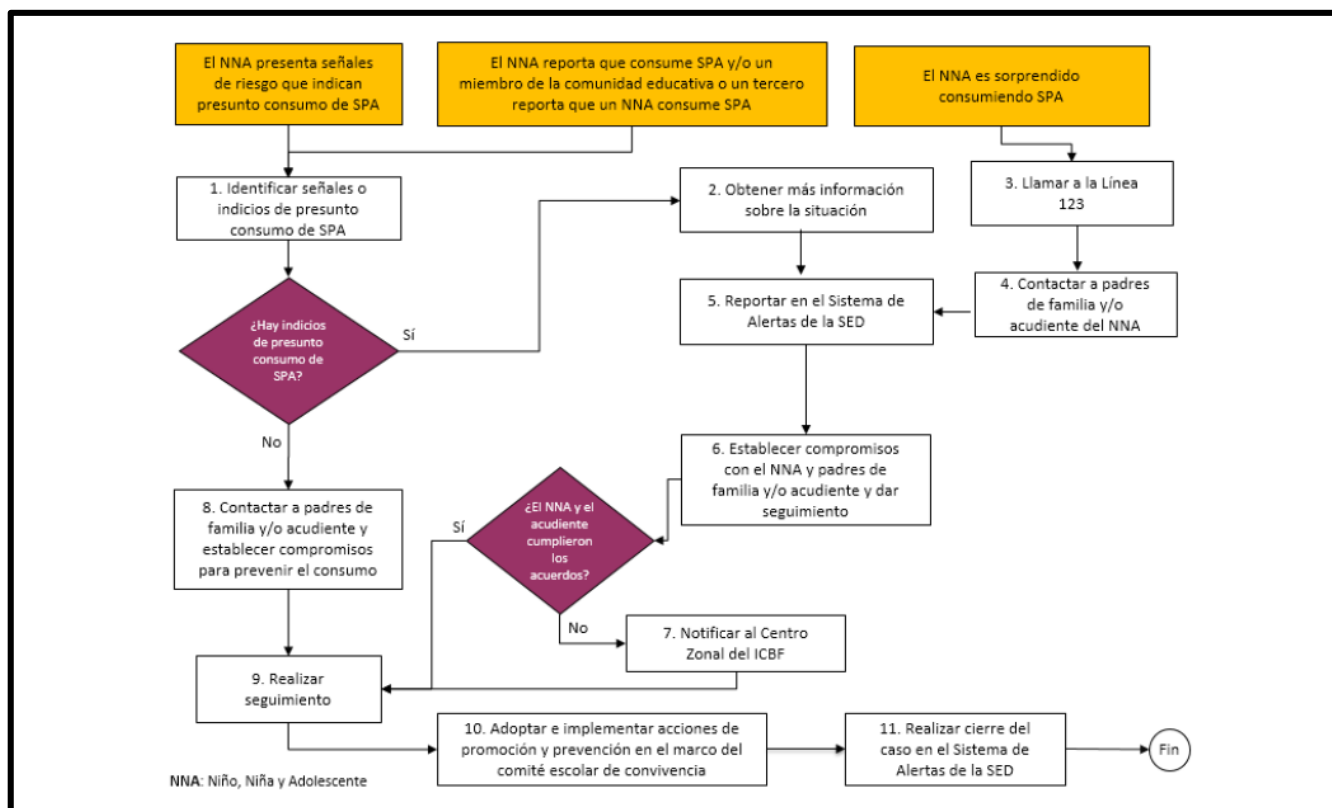 El NNA presenta señales
de riesgo que indican
presunto consumo de SPA
El NNA reporta que consume SPA y/o un
miembro de la comunidad educativa o un tercero
reporta que un NNA consume SPA
El NNA es sorprendido
consumiendo SPA
1. Identificar señales o
indicios de presunto
consumo de SPA
2. Obtener más información
sobre la situación
3. Llamar a la Línea
123
¿Hay indicios
de presunto
consumo de
SPA?
Sí
No
5. Reportar en el Sistema de
Alertas de la SED
4. Contactar a padres
de familia y/o
acudiente del NNA
6. Establecer compromisos
con el NNA y padres de
familia y/o acudiente y dar
seguimiento
8. Contactar a padres de
familia y/o acudiente y
establecer compromisos
para prevenir el consumo
¿El NNA y el
acudiente
cumplieron
los
acuerdos?
Sí
No
7. Notificar al Centro
Zonal del ICBF
9. Realizar
seguimiento
10. Adoptar e implementar acciones de
promoción y prevención en el marco del
comité escolar de convivencia
11. Realizar cierre del
caso en el Sistema de
Alertas de la SED
Fin
NNA: Niño, Niña y Adolescente